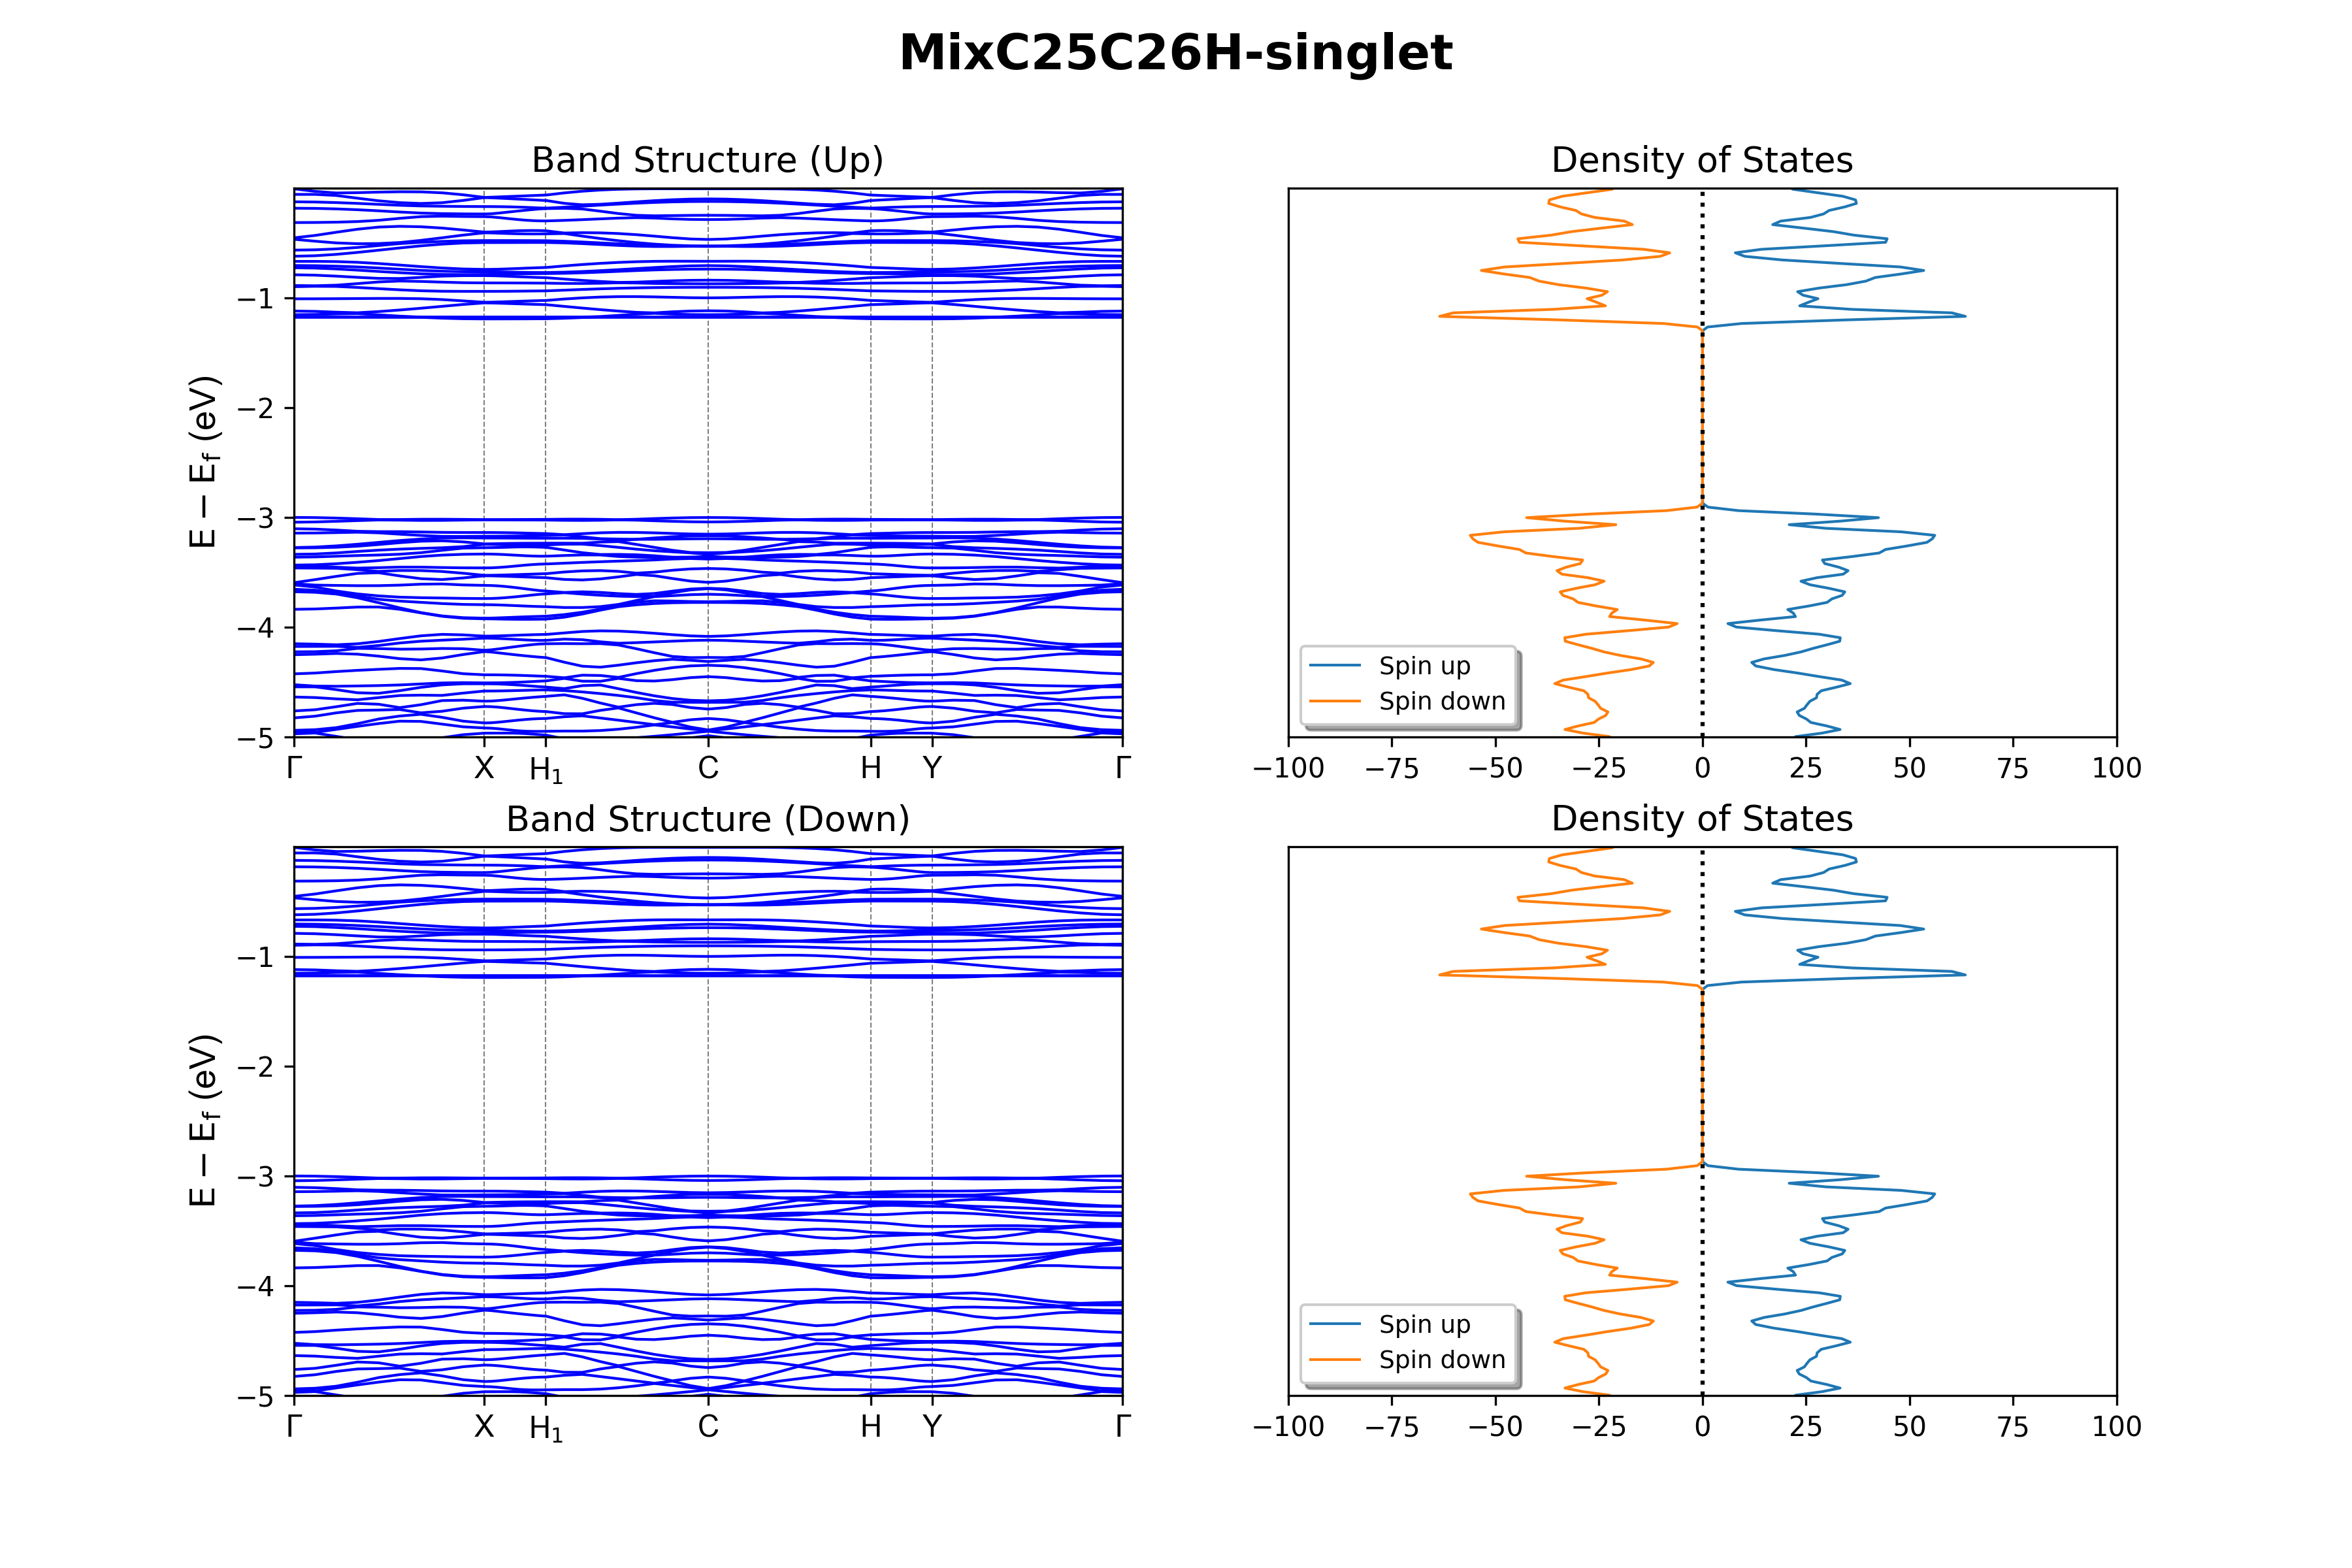 MixC25C26H-singlet
Band Structure (Up)
Density of States
E − E_f (eV)
−1
−2
−3
−4
−5
Γ X H₁ C H Y Γ
Spin up
Spin down
−100 −75 −50 −25 0 25 50 75 100
Band Structure (Down)
Density of States
E − E_f (eV)
−1
−2
−3
−4
−5
Γ X H₁ C H Y Γ
Spin up
Spin down
−100 −75 −50 −25 0 25 50 75 100